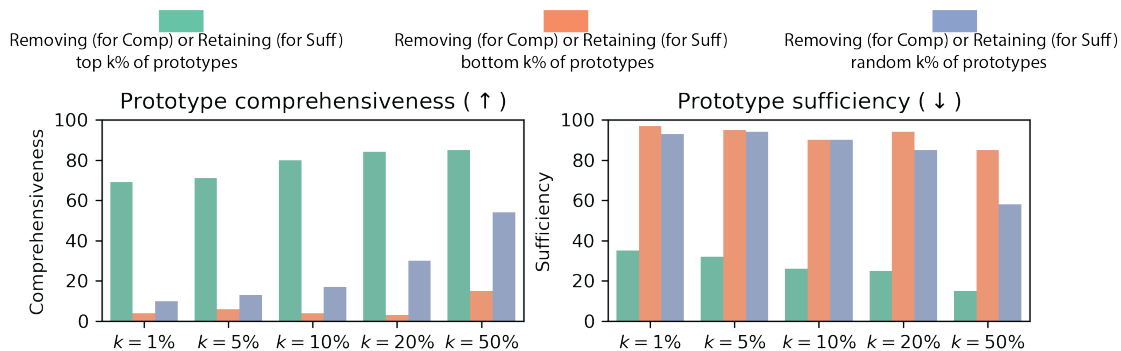 Removing (for Comp) or Retaining (for Suff)
top k% of prototypes
Removing (for Comp) or Retaining (for Suff)
bottom k% of prototypes
Removing (for Comp) or Retaining (for Suff)
random k% of prototypes
Prototype comprehensiveness ( ↑ )
Comprehensiveness
100
80
60
40
20
0
k = 1%
k = 5%
k = 10%
k = 20%
k = 50%
Prototype sufficiency ( ↓ )
Sufficiency
100
80
60
40
20
0
k = 1%
k = 5%
k = 10%
k = 20%
k = 50%